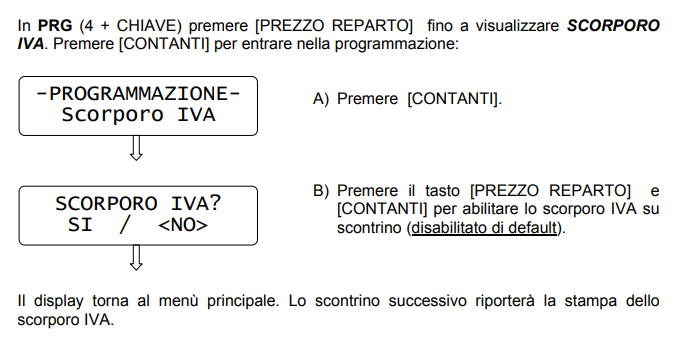 In PRG (4 + CHIAVE) premere [PREZZO REPARTO] fino a visualizzare SCORPORO
IVA. Premere [CONTANTI] per entrare nella programmazione:
-PROGRAMMAZIONE-
Scorporo IVA
A) Premere [CONTANTI].
SCORPORO IVA?
SI / <NO>
B) Premere il tasto [PREZZO REPARTO] e
[CONTANTI] per abilitare lo scorporo IVA su
scontrino (disabilitato di default).
Il display torna al menù principale. Lo scontrino successivo riporterà la stampa dello
scorporo IVA.